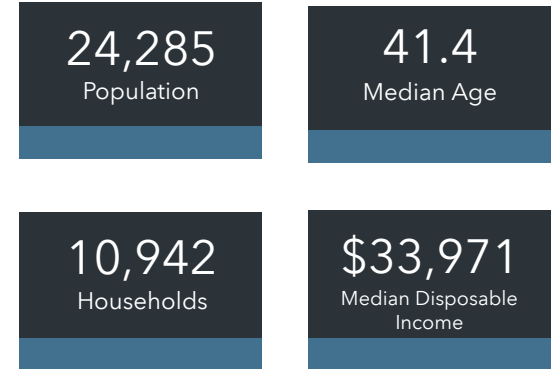 24,285
Population
41.4
Median Age
10,942
Households
$33,971
Median Disposable
Income